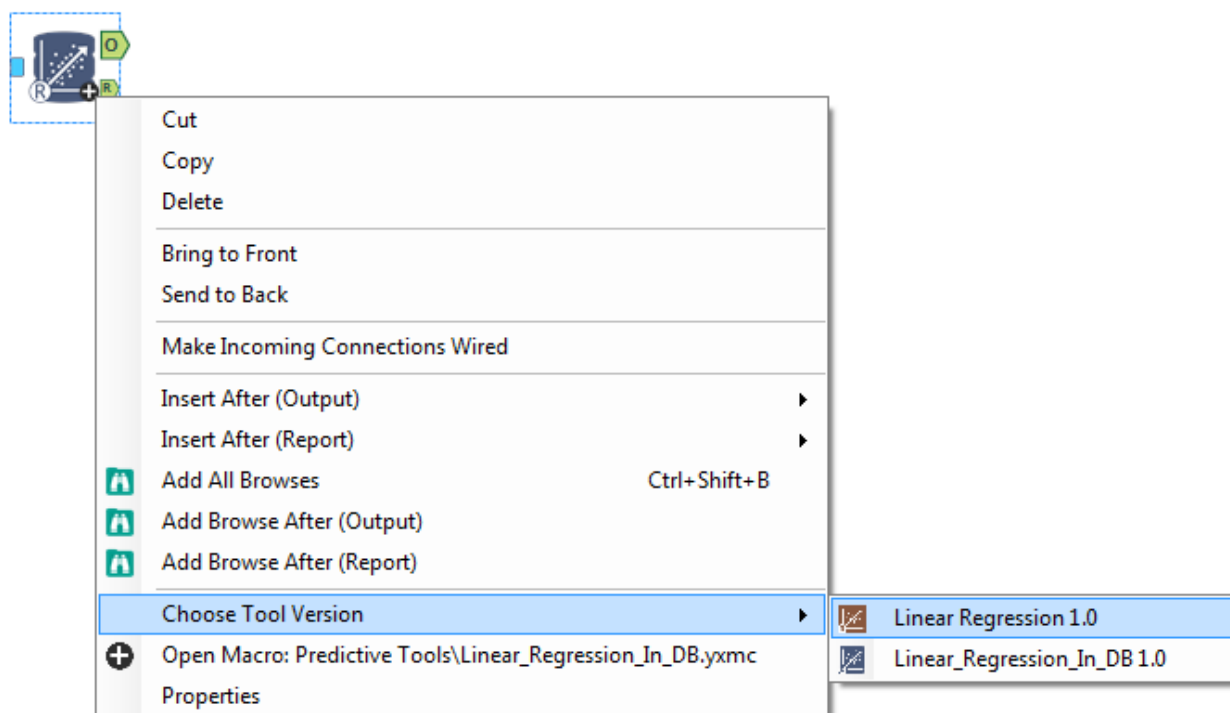 O
R
R
Cut
Copy
Delete
Bring to Front
Send to Back
Make Incoming Connections Wired
Insert After (Output)
Insert After (Report)
Add All Browses Ctrl+Shift+B
Add Browse After (Output)
Add Browse After (Report)
Choose Tool Version
Linear Regression 1.0
Open Macro: Predictive Tools\Linear_Regression_In_DB.yxmc
Linear_Regression_In_DB 1.0
Properties